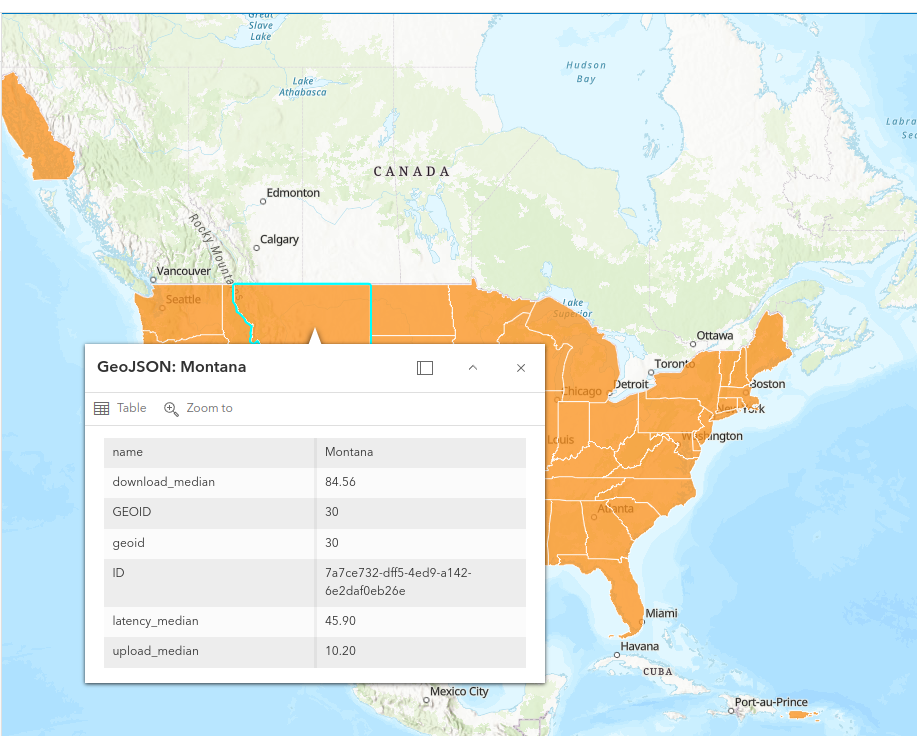 Great
Slave
Lake
Hudson
Bay
Lake
Athabasca
Labra
Sea
CANADA
Edmonton
Rocky Mountains
Calgary
Vancouver
Seattle
Lake
Superior
Ottawa
Toronto
Detroit
Boston
Chicago
New York
Louis
Washington
Atlanta
Miami
Havana
CUBA
Mexico City
Port-au-Prince
GeoJSON: Montana
Table
Zoom to
name Montana
download_median 84.56
GEOID 30
geoid 30
ID 7a7ce732-dff5-4ed9-a142-
6e2daf0eb26e
latency_median 45.90
upload_median 10.20